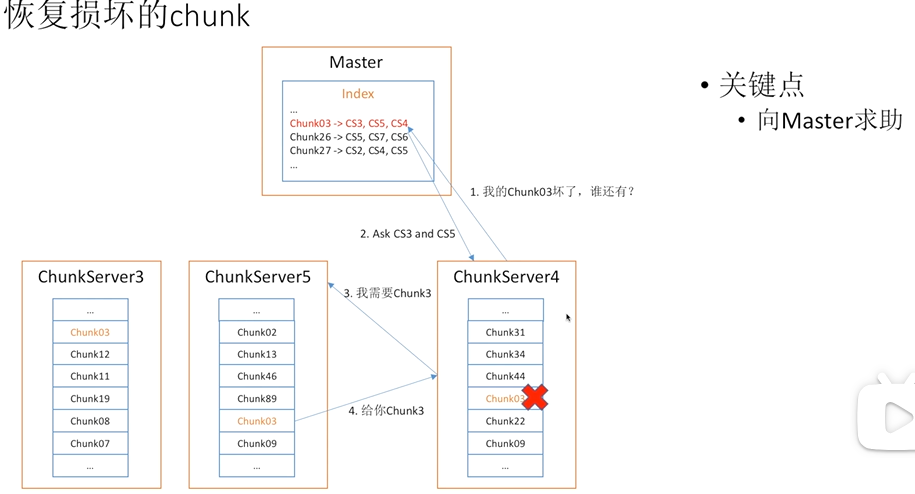 恢复损坏的chunk
Master
Index
...
Chunk03 -> CS3, CS5, CS4
Chunk26 -> CS5, CS7, CS6
Chunk27 -> CS2, CS4, CS5
...
• 关键点
• 向Master求助
1. 我的Chunk03坏了，谁还有？
2. Ask CS3 and CS5
ChunkServer3
...
Chunk03
Chunk12
Chunk11
Chunk19
Chunk08
Chunk07
...
ChunkServer5
...
Chunk02
Chunk13
Chunk46
Chunk89
Chunk03
Chunk09
...
3. 我需要Chunk3
4. 给你Chunk3
ChunkServer4
...
Chunk31
Chunk34
Chunk44
Chunk03
Chunk22
Chunk09
...